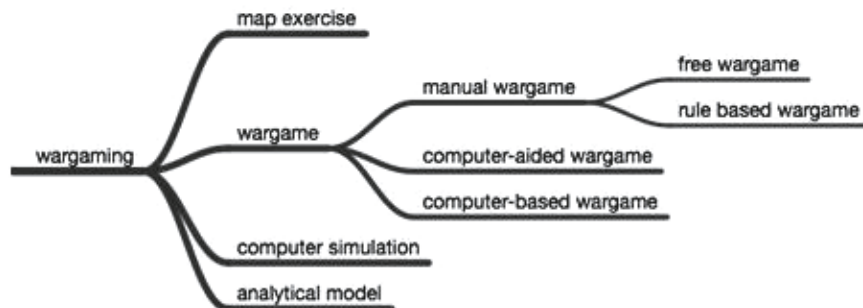 map exercise
free wargame
manual wargame
rule based wargame
wargame
wargaming
computer-aided wargame
computer-based wargame
computer simulation
analytical model